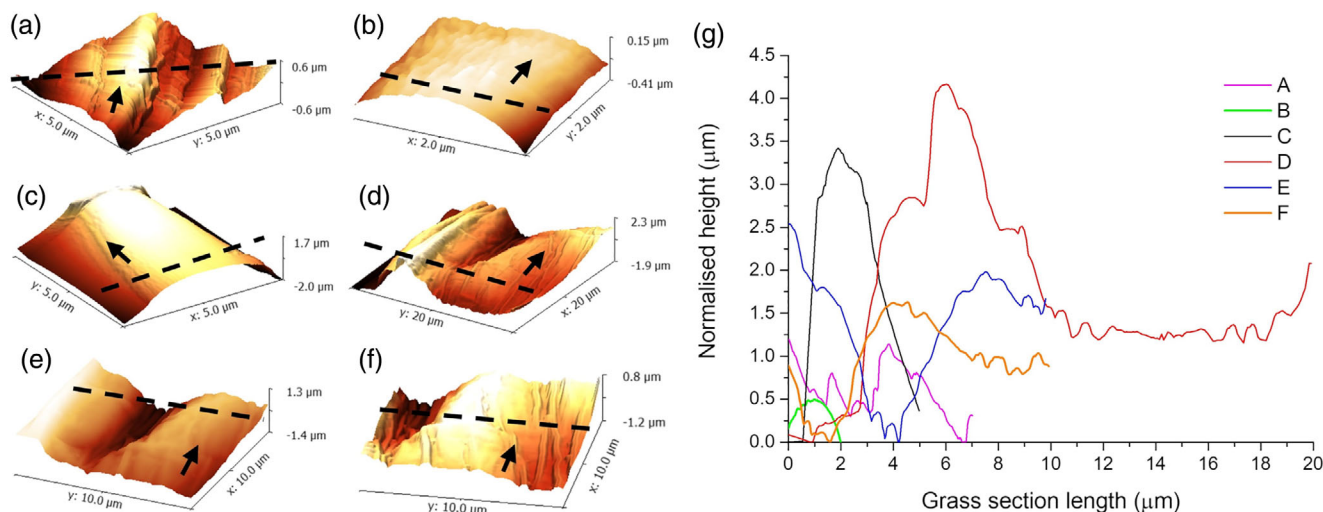 (a)
0.6 µm
-0.6 µm
x: 5.0 µm
y: 5.0 µm
(b)
0.15 µm
-0.41 µm
x: 2.0 µm
y: 2.0 µm
(c)
1.7 µm
-2.0 µm
y: 5.0 µm
x: 5.0 µm
(d)
2.3 µm
-1.9 µm
y: 20 µm
x: 20 µm
(e)
1.3 µm
-1.4 µm
y: 10.0 µm
x: 10.0 µm
(f)
0.8 µm
-1.2 µm
y: 10.0 µm
x: 10.0 µm
(g)
Normalised height (µm)
4.5
4.0
3.5
3.0
2.5
2.0
1.5
1.0
0.5
0.0
A
B
C
D
E
F
0 2 4 6 8 10 12 14 16 18 20
Grass section length (µm)